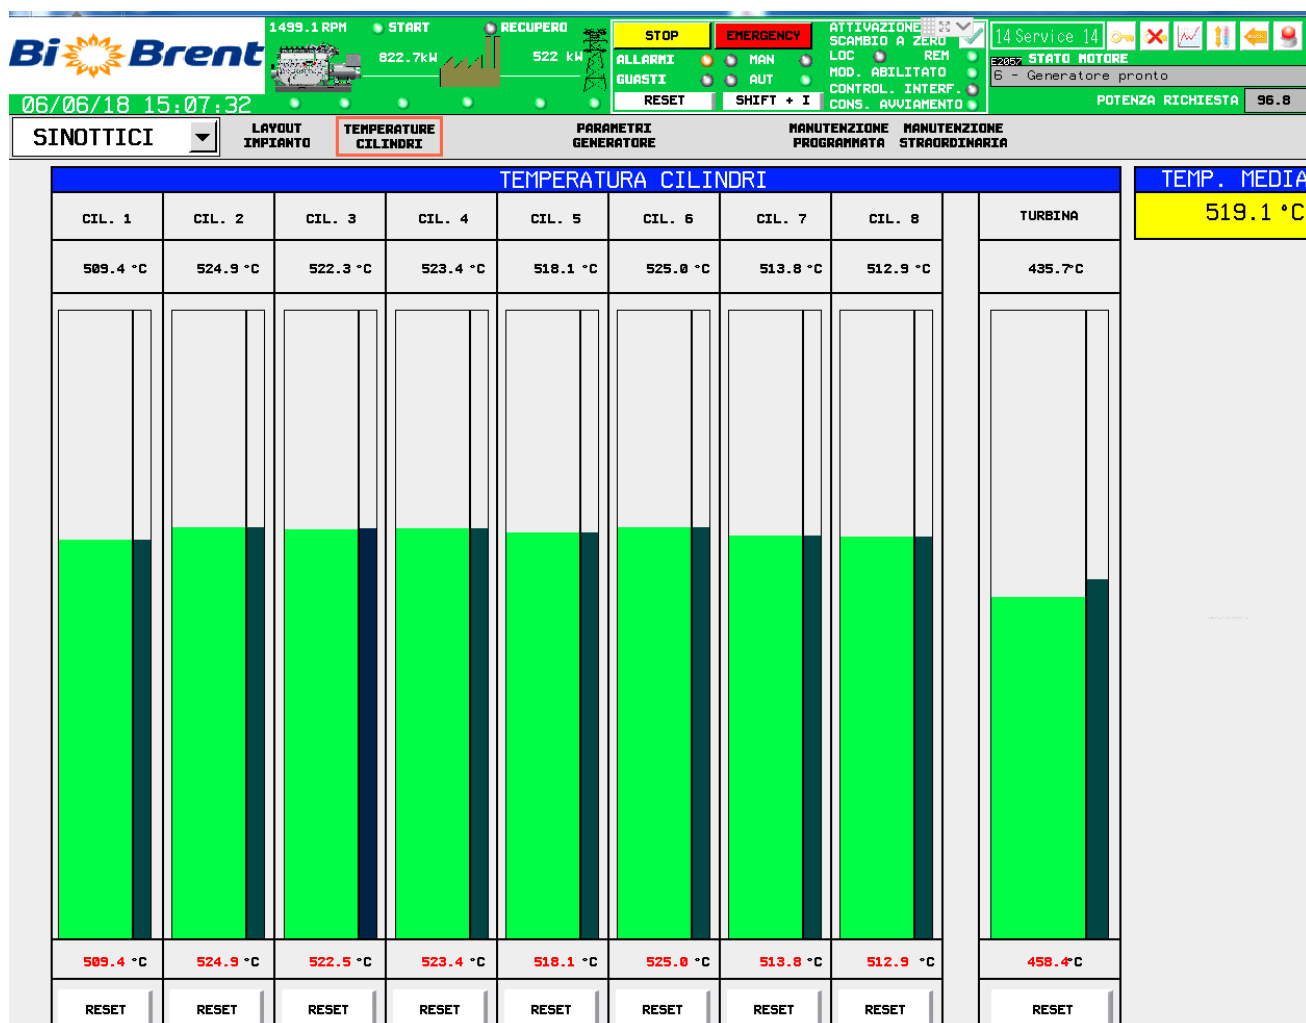 Bi Brent
1499.1 RPM START RECUPERO
822.7kW 522 kW
06/06/18 15:07:32
STOP EMERGENCY
ALLARMI MAN
GUASTI AUT
RESET SHIFT + I
ATTIVAZIONE
SCAMBIO A ZERO
LOC REM
MOD. ABILITATO
CONTROL. INTERF.
CONS. AVVIAMENTO
14 Service 14
E2057 STATO MOTORE
6 - Generatore pronto
POTENZA RICHIESTA 96.8
SINOTTICI
LAYOUT
IMPIANTO
TEMPERATURE
CILINDRI
PARAMETRI
GENERATORE
MANUTENZIONE
PROGRAMMATA
MANUTENZIONE
STRAORDINARIA
TEMPERATURA CILINDRI
CIL. 1 CIL. 2 CIL. 3 CIL. 4 CIL. 5 CIL. 6 CIL. 7 CIL. 8 TURBINA
509.4 °C 524.9 °C 522.3 °C 523.4 °C 518.1 °C 525.0 °C 513.8 °C 512.9 °C 435.7°C
TEMP. MEDIA
519.1 °C
509.4 °C 524.9 °C 522.5 °C 523.4 °C 518.1 °C 525.0 °C 513.8 °C 512.9 °C 458.4°C
RESET RESET RESET RESET RESET RESET RESET RESET RESET